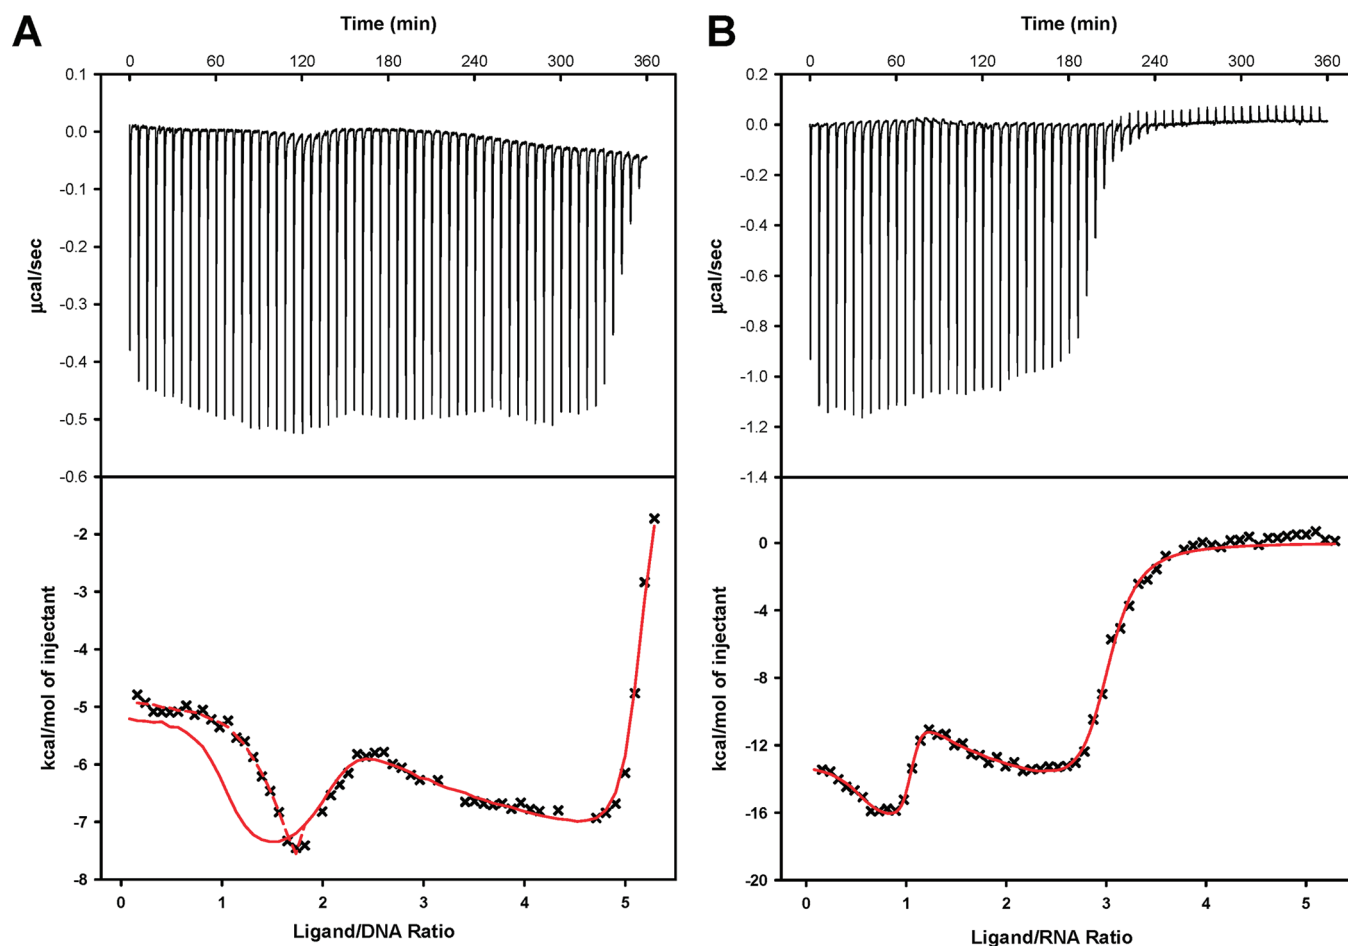 A
Time (min)
0 60 120 180 240 300 360
0.1
0.0
-0.1
-0.2
-0.3
-0.4
-0.5
-0.6
μcal/sec
-2
-3
-4
-5
-6
-7
-8
kcal/mol of injectant
0 1 2 3 4 5
Ligand/DNA Ratio
B
Time (min)
0 60 120 180 240 300 360
0.2
0.0
-0.2
-0.4
-0.6
-0.8
-1.0
-1.2
-1.4
μcal/sec
0
-4
-8
-12
-16
-20
kcal/mol of injectant
0 1 2 3 4 5
Ligand/RNA Ratio